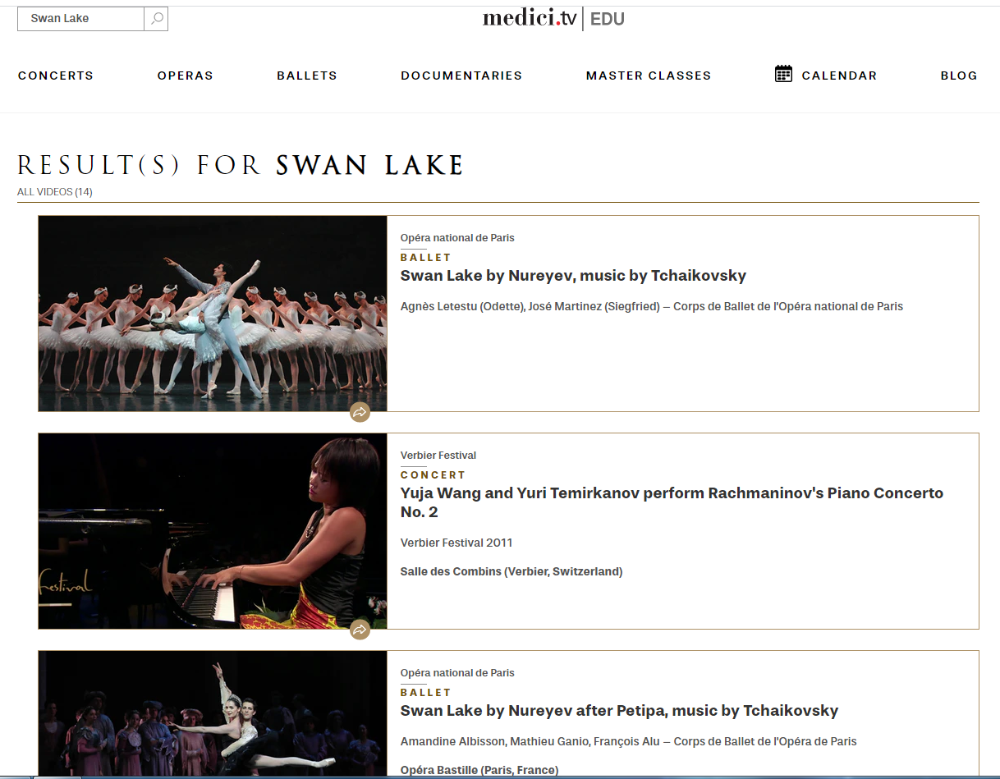 Swan Lake
medici.tv EDU
CONCERTS OPERAS BALLETS DOCUMENTARIES MASTER CLASSES CALENDAR BLOG
RESULT(S) FOR SWAN LAKE
ALL VIDEOS (14)
Opéra national de Paris
BALLET
Swan Lake by Nureyev, music by Tchaikovsky
Agnès Letestu (Odette), José Martinez (Siegfried) – Corps de Ballet de l'Opéra national de Paris
festival
Verbier Festival
CONCERT
Yuja Wang and Yuri Temirkanov perform Rachmaninov's Piano Concerto
No. 2
Verbier Festival 2011
Salle des Combins (Verbier, Switzerland)
Opéra national de Paris
BALLET
Swan Lake by Nureyev after Petipa, music by Tchaikovsky
Amandine Albisson, Mathieu Ganio, François Alu – Corps de Ballet de l'Opéra de Paris
Opéra Bastille (Paris, France)